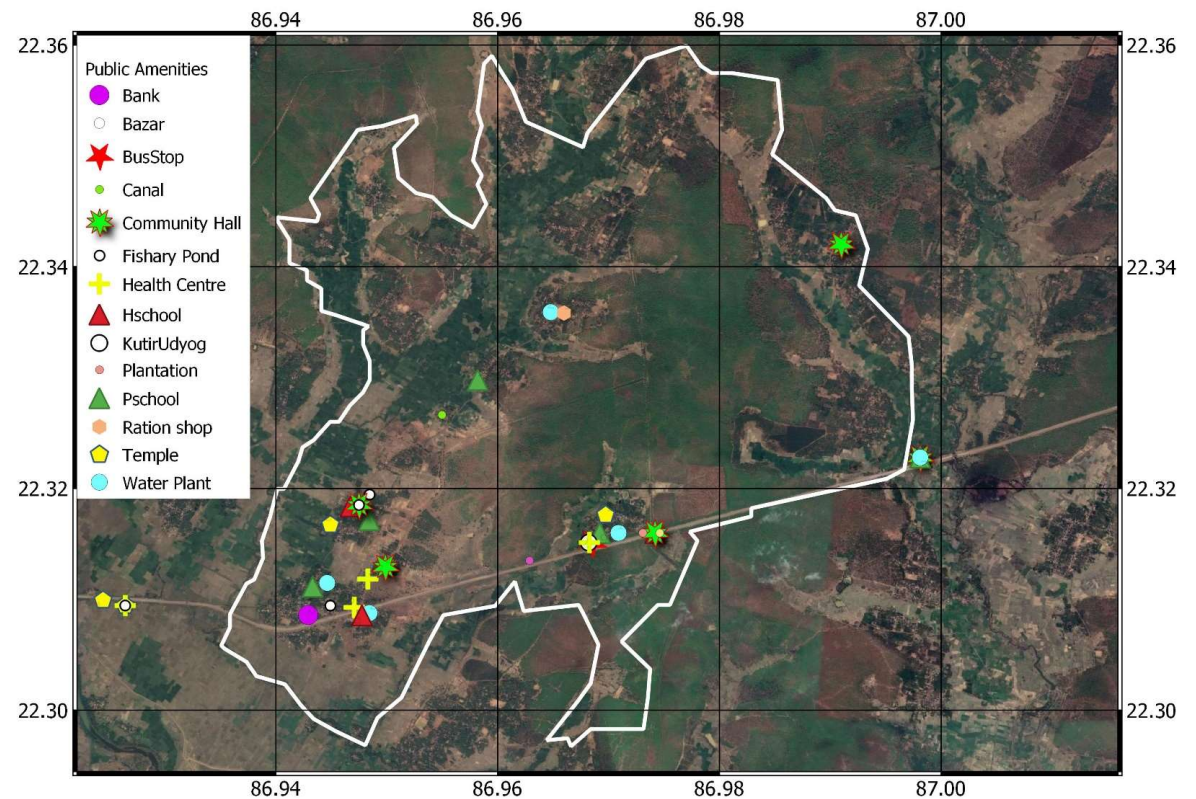 86.94 86.96 86.98 87.00
22.36 22.36
Public Amenities
Bank
Bazar
BusStop
Canal
Community Hall
Fishary Pond
Health Centre
Hschool
KutirUdyog
Plantation
Pschool
Ration shop
Temple
Water Plant
22.34 22.34
22.32 22.32
22.30 22.30
86.94 86.96 86.98 87.00